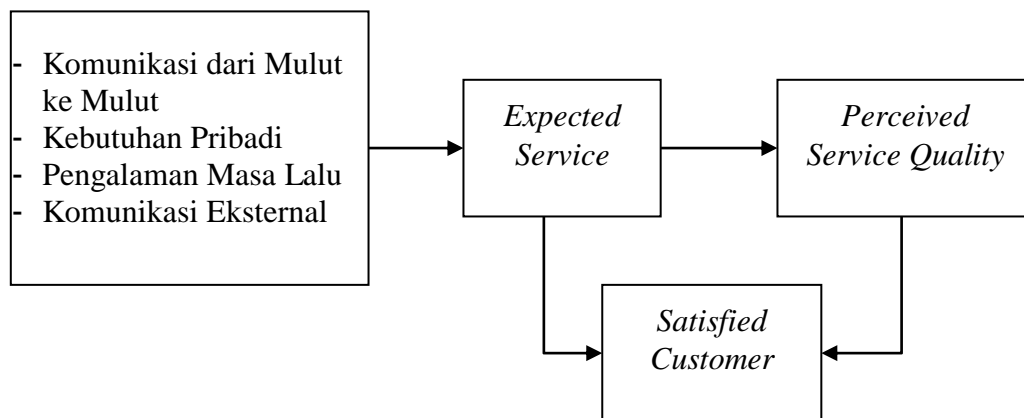 - Komunikasi dari Mulut
ke Mulut
- Kebutuhan Pribadi
- Pengalaman Masa Lalu
- Komunikasi Eksternal
Expected
Service
Perceived
Service Quality
Satisfied
Customer